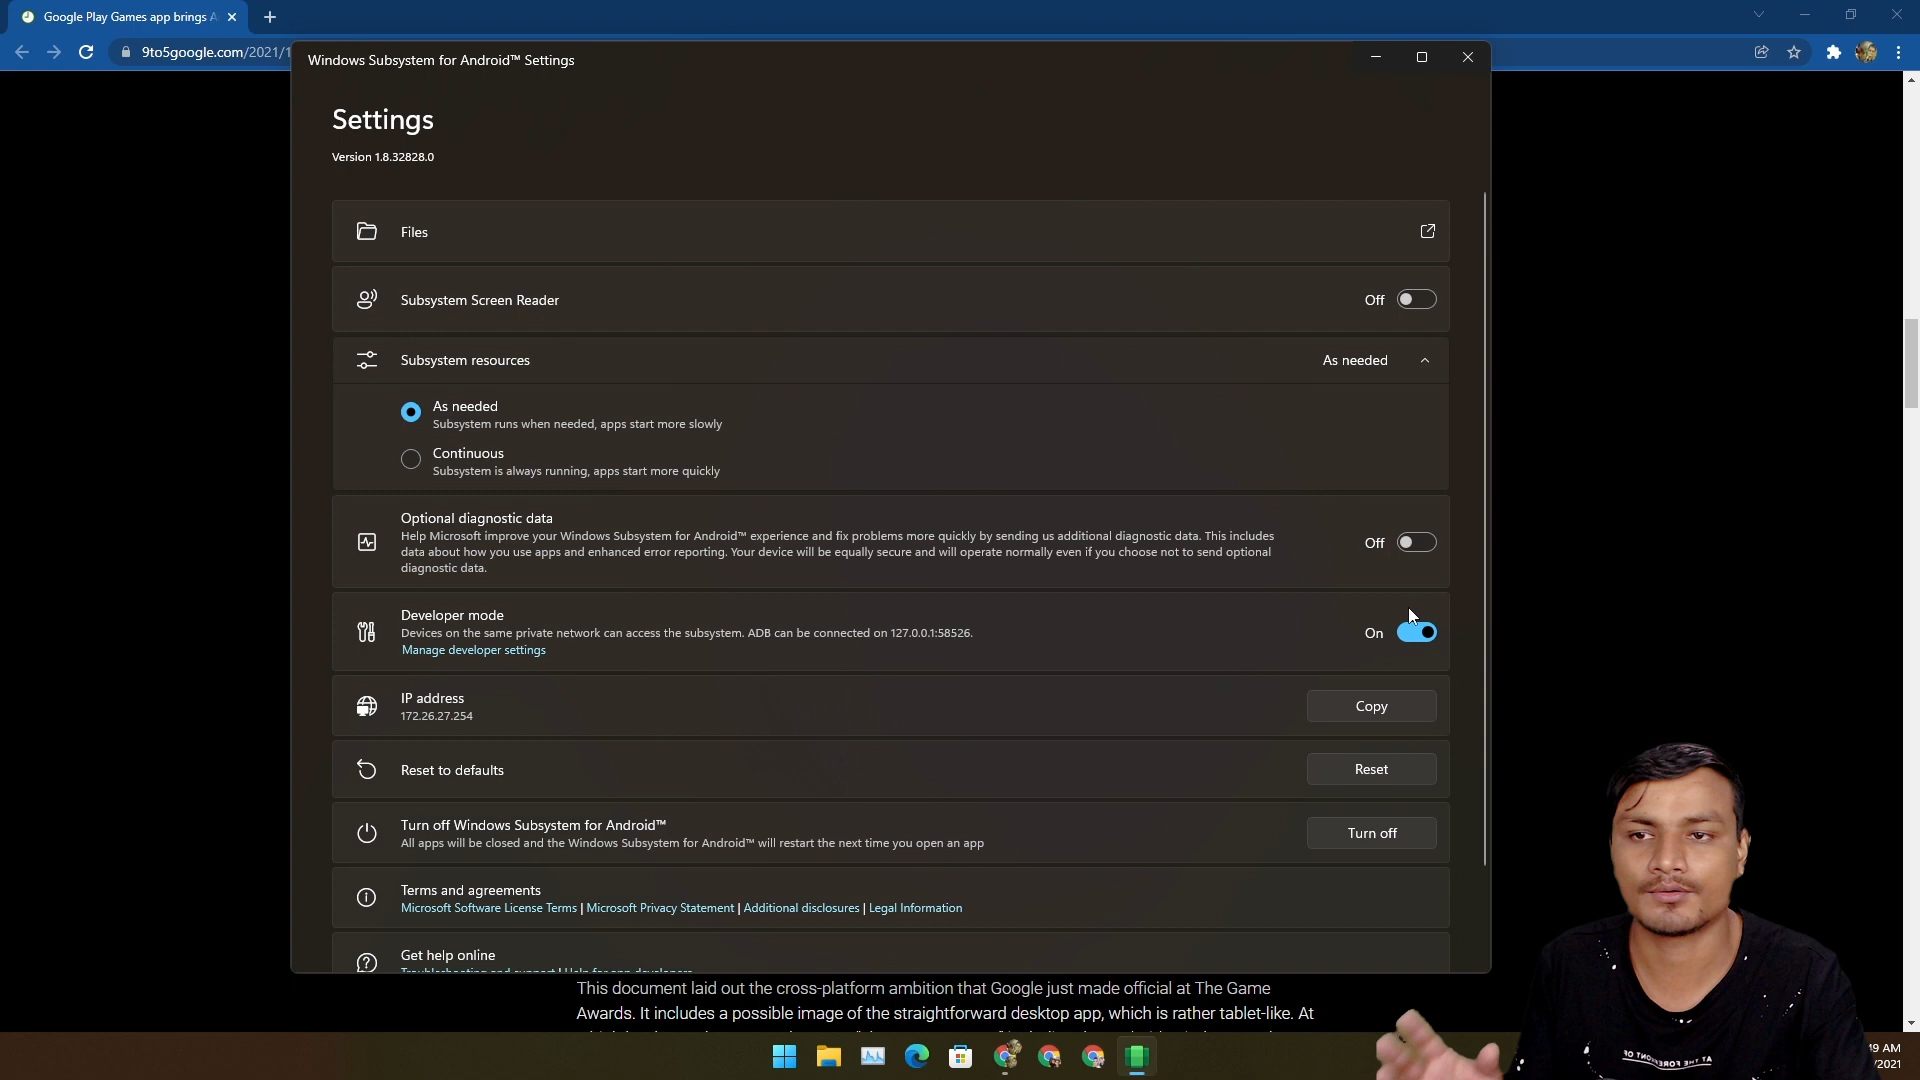 Google Play Games app brings A
9to5google.com/2021/1
Windows Subsystem for Android™ Settings
Settings
Version 1.8.32828.0
Files
Subsystem Screen Reader
Off
Subsystem resources
As needed
As needed
Subsystem runs when needed, apps start more slowly
Continuous
Subsystem is always running, apps start more quickly
Optional diagnostic data
Help Microsoft improve your Windows Subsystem for Android™ experience and fix problems more quickly by sending us additional diagnostic data. This includes
data about how you use apps and enhanced error reporting. Your device will be equally secure and will operate normally even if you choose not to send optional
diagnostic data.
Off
Developer mode
Devices on the same private network can access the subsystem. ADB can be connected on 127.0.0.1:58526.
Manage developer settings
On
IP address
172.26.27.254
Copy
Reset to defaults
Reset
Turn off Windows Subsystem for Android™
All apps will be closed and the Windows Subsystem for Android™ will restart the next time you open an app
Turn off
Terms and agreements
Microsoft Software License Terms | Microsoft Privacy Statement | Additional disclosures | Legal Information
Get help online
This document laid out the cross-platform ambition that Google just made official at The Game
Awards. It includes a possible image of the straightforward desktop app, which is rather tablet-like. At
19 AM
/2021
AT THE FOREFRONT OF